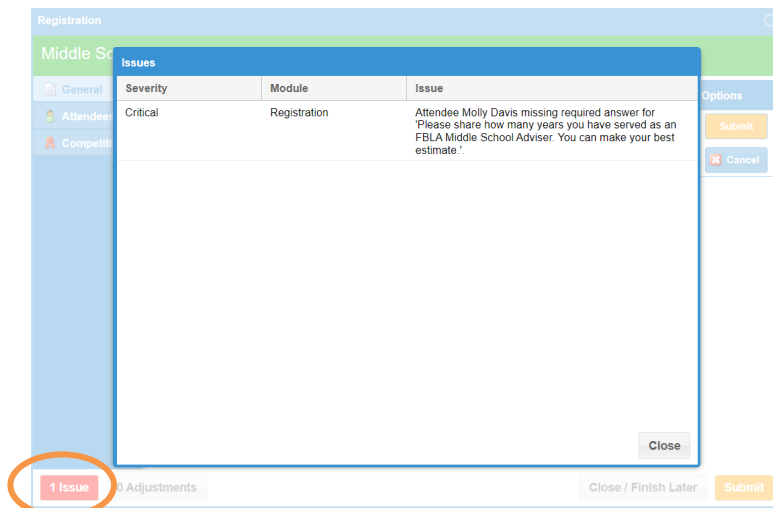 Registration
Middle Sc
Issues
General
Severity Module Issue
Options
Attendees
Critical Registration Attendee Molly Davis missing required answer for
'Please share how many years you have served as an
FBLA Middle School Adviser. You can make your best
estimate.'.
Submit
Competiti
Cancel
Close
1 Issue 0 Adjustments Close / Finish Later Submit